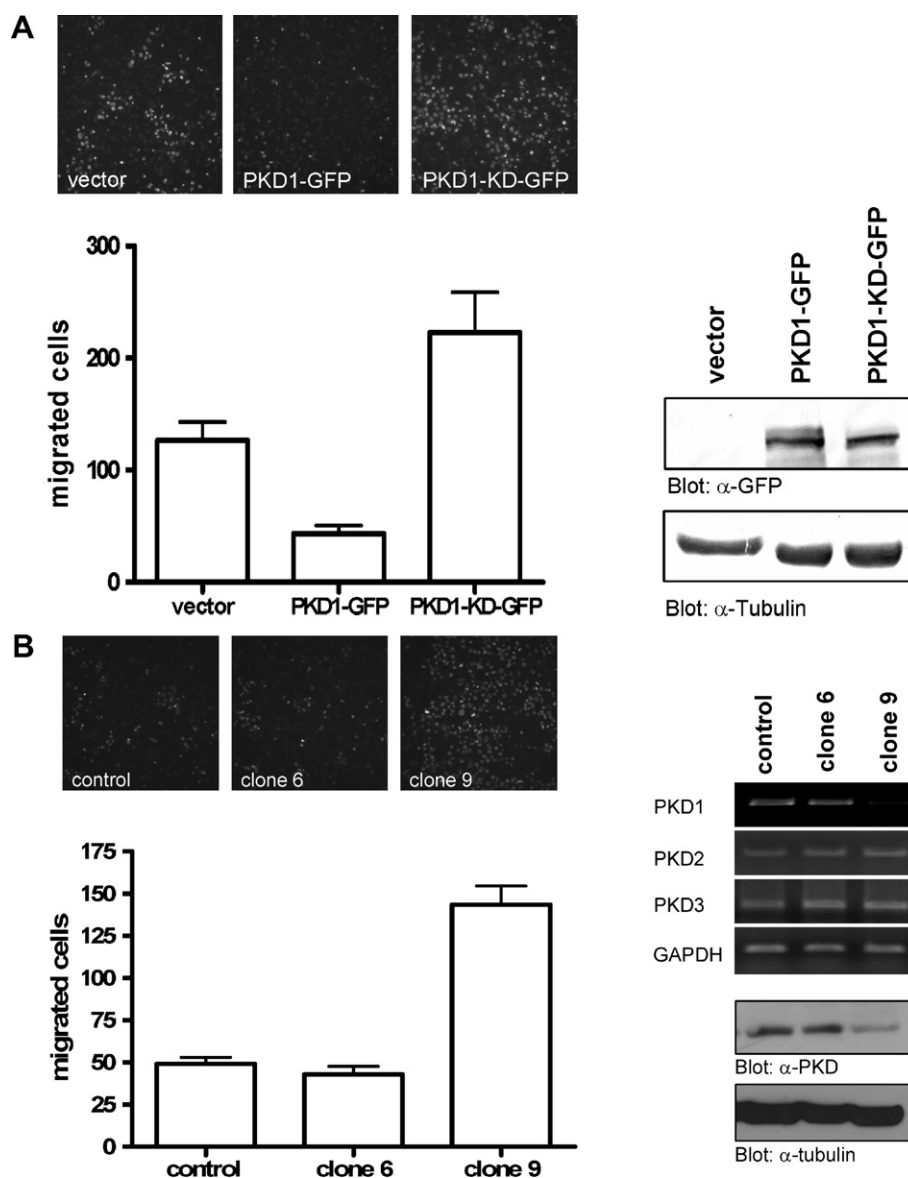 A
vector
PKD1-GFP
PKD1-KD-GFP
300
200
100
0
migrated cells
vector
PKD1-GFP
PKD1-KD-GFP
vector
PKD1-GFP
PKD1-KD-GFP
Blot: α-GFP
Blot: α-Tubulin
B
control
clone 6
clone 9
175
150
125
100
75
50
25
0
migrated cells
control
clone 6
clone 9
control
clone 6
clone 9
PKD1
PKD2
PKD3
GAPDH
Blot: α-PKD
Blot: α-tubulin